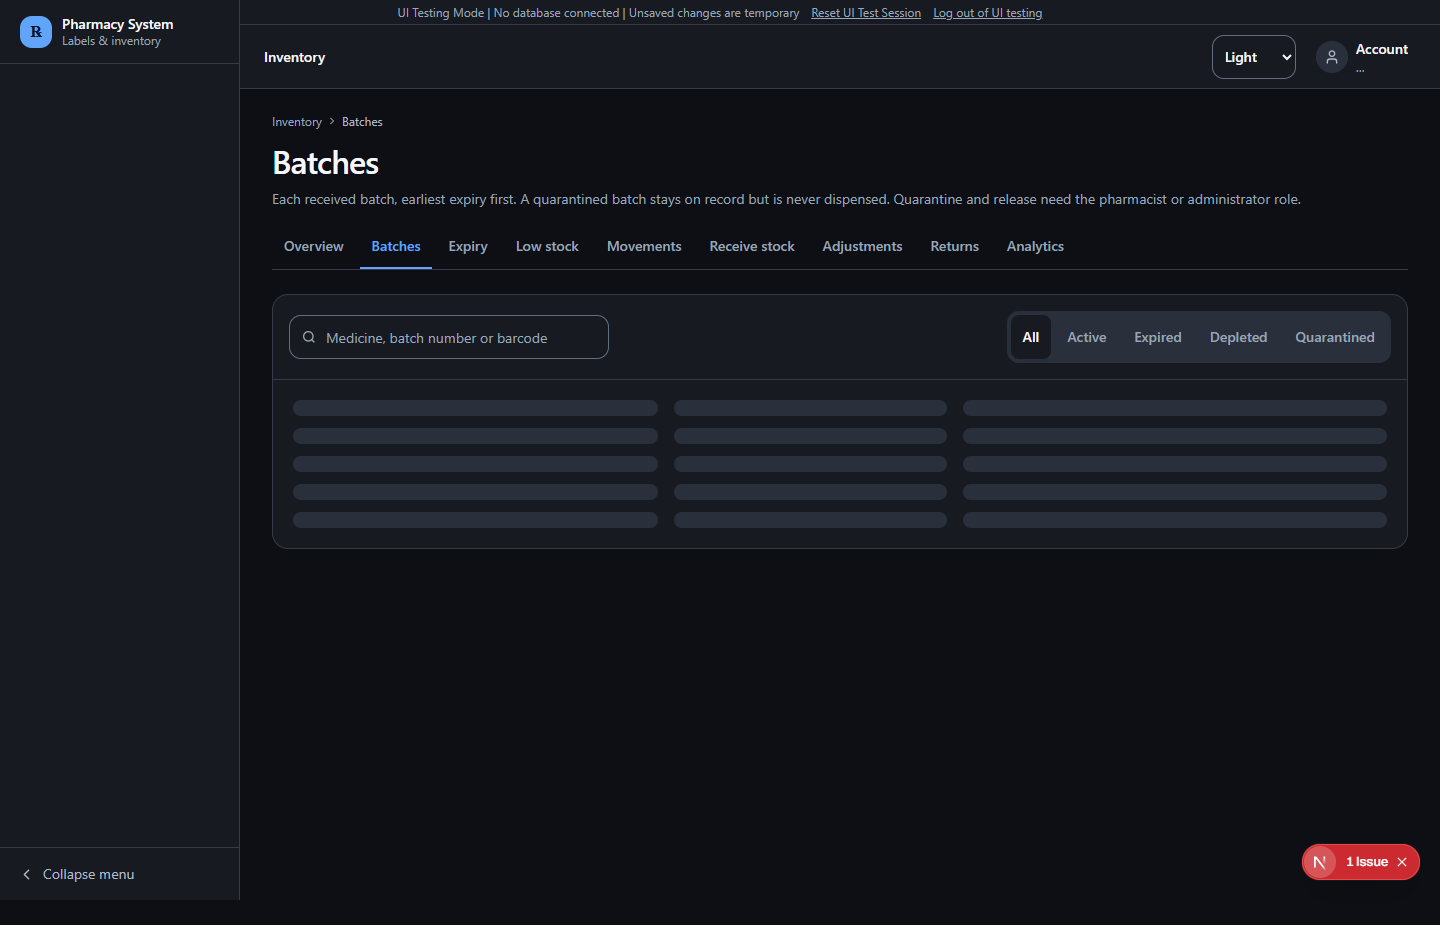 ℞
Pharmacy System
Labels & inventory
UI Testing Mode | No database connected | Unsaved changes are temporary Reset UI Test Session Log out of UI testing
Inventory
Light
Account
...
Inventory > Batches
Batches
Each received batch, earliest expiry first. A quarantined batch stays on record but is never dispensed. Quarantine and release need the pharmacist or administrator role.
Overview Batches Expiry Low stock Movements Receive stock Adjustments Returns Analytics
Medicine, batch number or barcode
All Active Expired Depleted Quarantined
Collapse menu
N 1 Issue